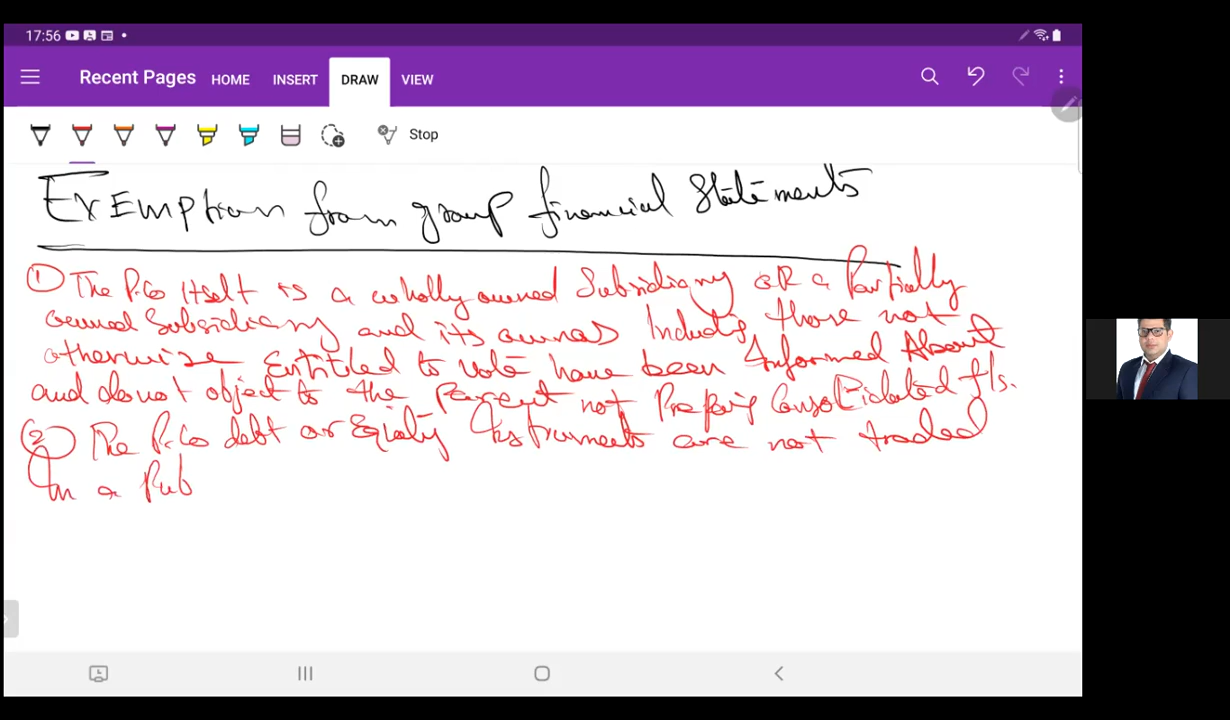 17:56
Recent Pages HOME INSERT DRAW VIEW
Stop
Exemption from group financial Statements
① The P.Co itself is a wholly owned Subsidiary OR a Partially
owned Subsidiary and its owners Including those not
otherwise Entitled to vote have been Informed About
and do not object to the Parent not Preparing Consolidated f/s.
② The P.Co debt or Equity Instruments are not traded
In a Pub